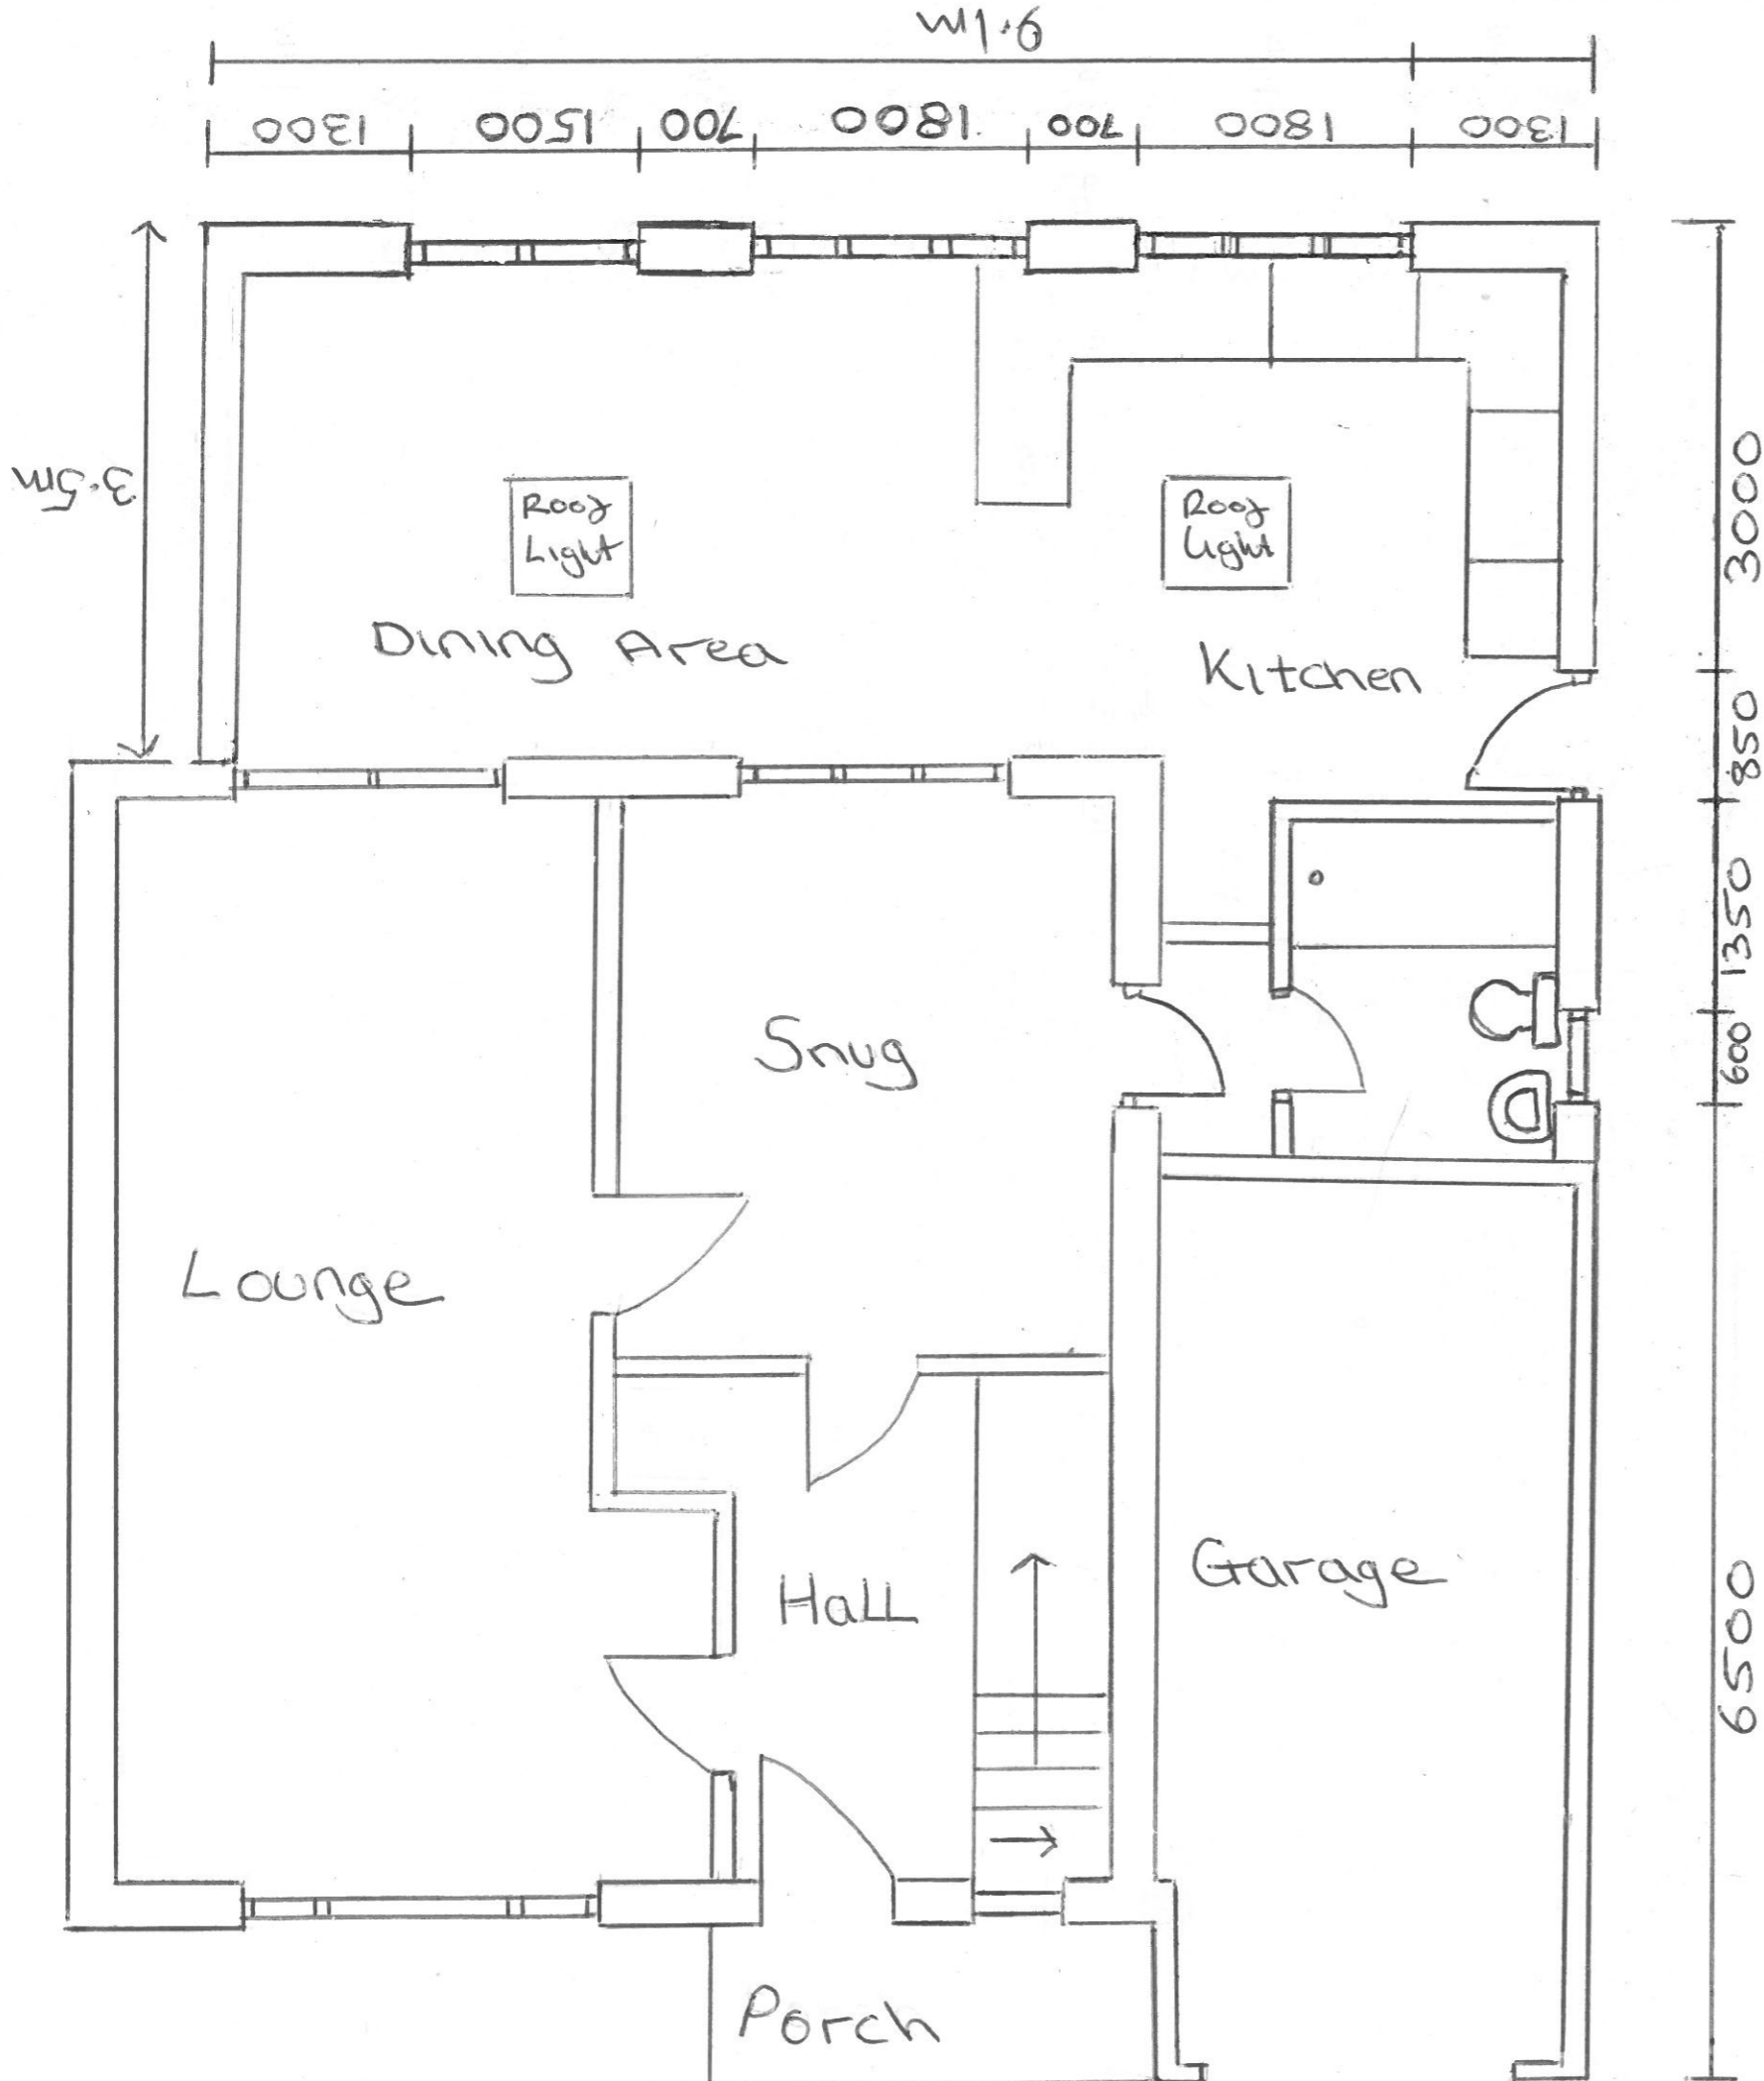 9.1m
1300 1500 700 1800 700 1800 1300
3.5m
Roof
Light
Roof
Light
Dining Area
Kitchen
3000
850
1350
600
6500
Snug
Lounge
Hall
Garage
Porch